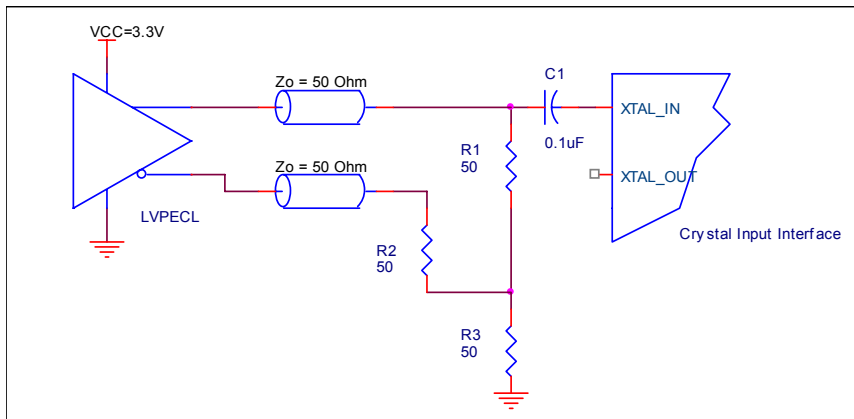 VCC=3.3V
Zo = 50 Ohm
C1
XTAL_IN
0.1uF
R1
50
Zo = 50 Ohm
XTAL_OUT
LVPECL
Crystal Input Interface
R2
50
R3
50